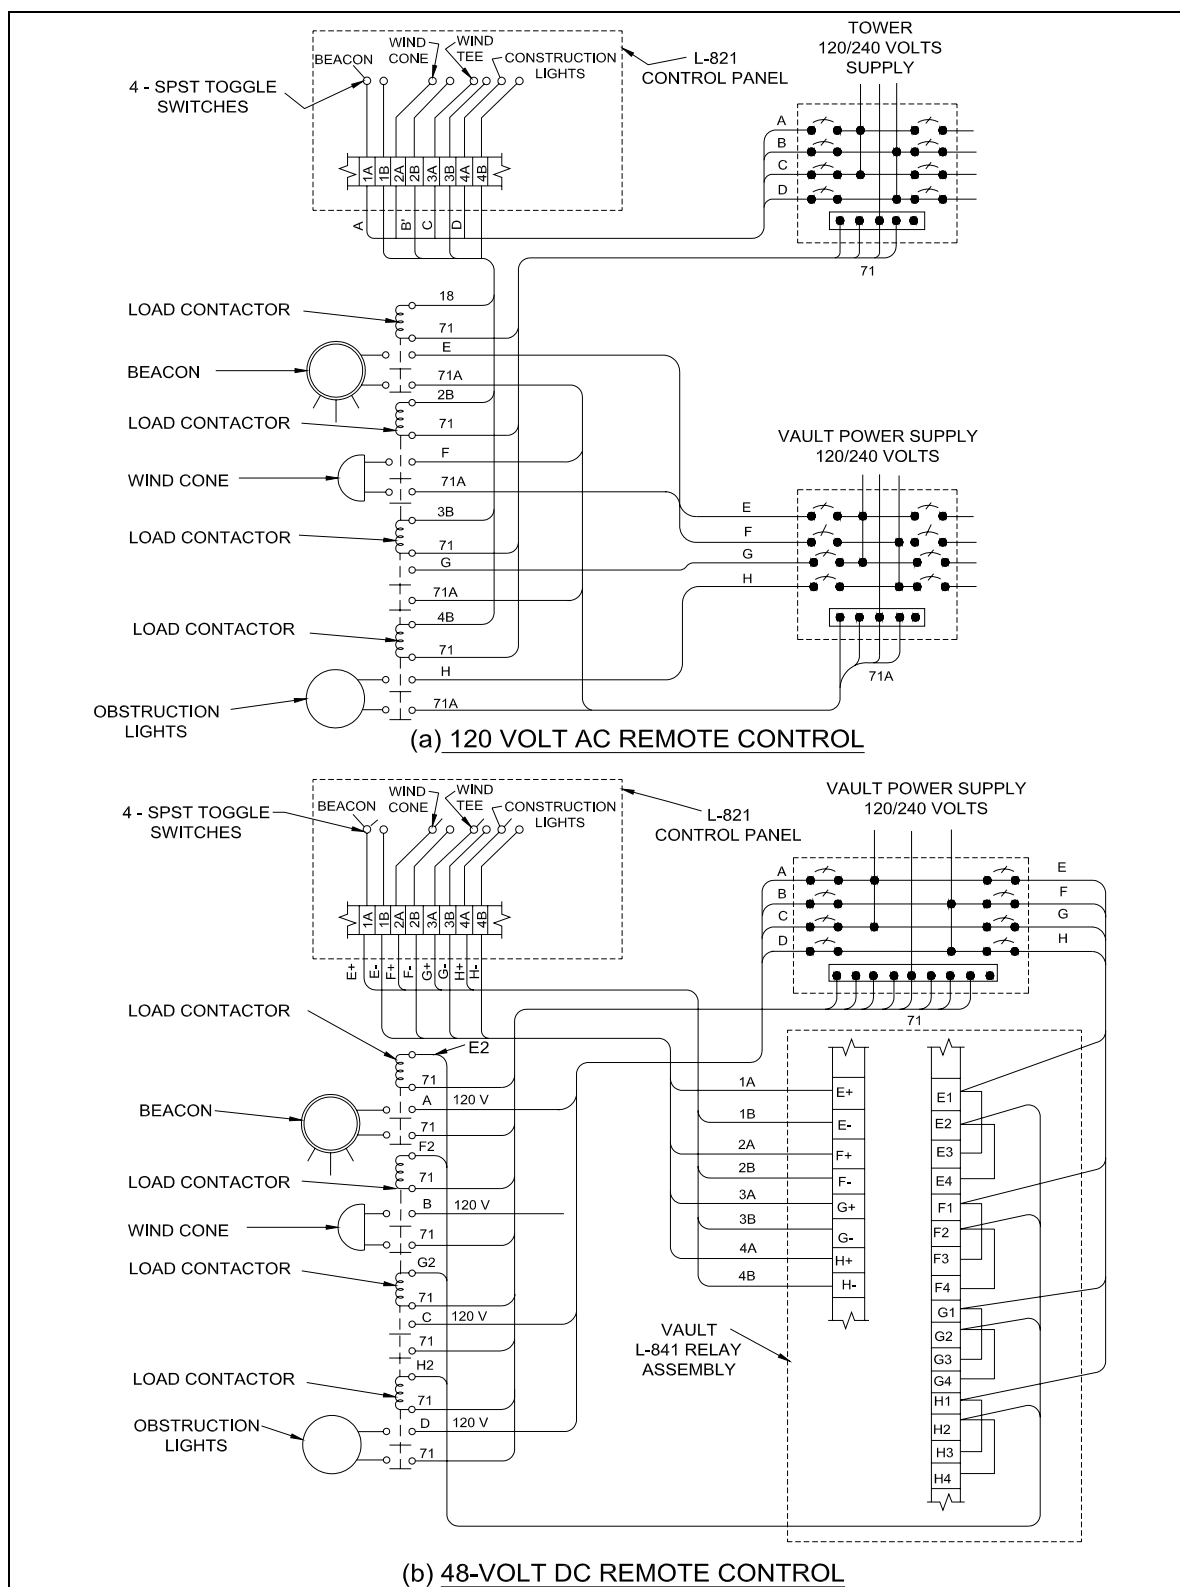 TOWER
120/240 VOLTS
SUPPLY
WIND
CONE
WIND
TEE
BEACON
CONSTRUCTION
LIGHTS
L-821
CONTROL PANEL
4 - SPST TOGGLE
SWITCHES
1A
1B
2A
2B
3A
3B
4A
4B
A
B'
C
D
A
B
C
D
71
LOAD CONTACTOR
18
71
BEACON
E
71A
LOAD CONTACTOR
2B
71
WIND CONE
F
71A
LOAD CONTACTOR
3B
71
G
71A
LOAD CONTACTOR
4B
71
H
71A
OBSTRUCTION
LIGHTS
VAULT POWER SUPPLY
120/240 VOLTS
E
F
G
H
71A
(a) 120 VOLT AC REMOTE CONTROL
4 - SPST TOGGLE
SWITCHES
BEACON
WIND
CONE
WIND
TEE
CONSTRUCTION
LIGHTS
L-821
CONTROL PANEL
VAULT POWER SUPPLY
120/240 VOLTS
1A
1B
2A
2B
3A
3B
4A
4B
E+
E-
F+
F-
G+
G-
H+
H-
A
B
C
D
E
F
G
H
71
LOAD CONTACTOR
E2
71
BEACON
A 120 V
71
LOAD CONTACTOR
F2
71
WIND CONE
B 120 V
71
LOAD CONTACTOR
G2
71
C 120 V
71
LOAD CONTACTOR
H2
71
OBSTRUCTION
LIGHTS
D 120 V
71
1A
1B
2A
2B
3A
3B
4A
4B
E+
E-
F+
F-
G+
G-
H+
H-
E1
E2
E3
E4
F1
F2
F3
F4
G1
G2
G3
G4
H1
H2
H3
H4
VAULT
L-841 RELAY
ASSEMBLY
(b) 48-VOLT DC REMOTE CONTROL